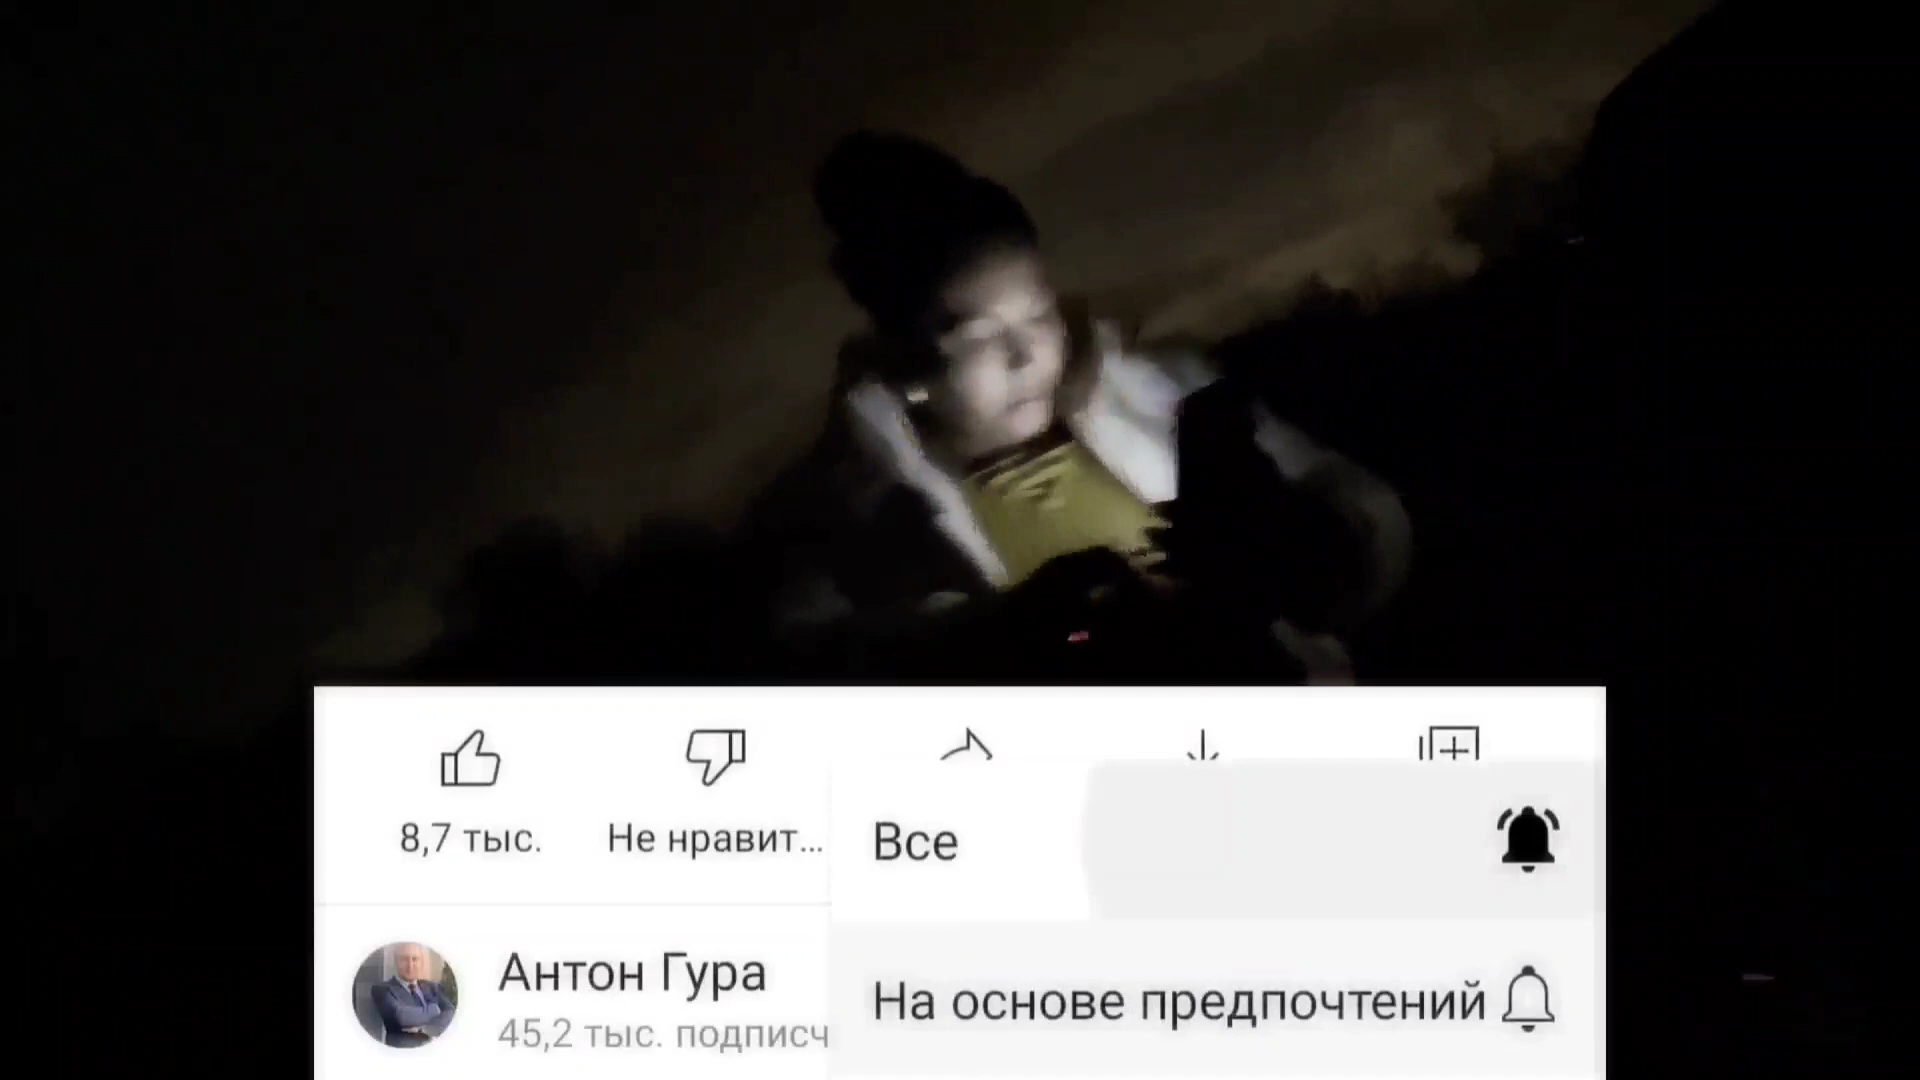 8,7 тыс.
Не нравит...
Все
Антон Гура
45,2 тыс. подписч
На основе предпочтений